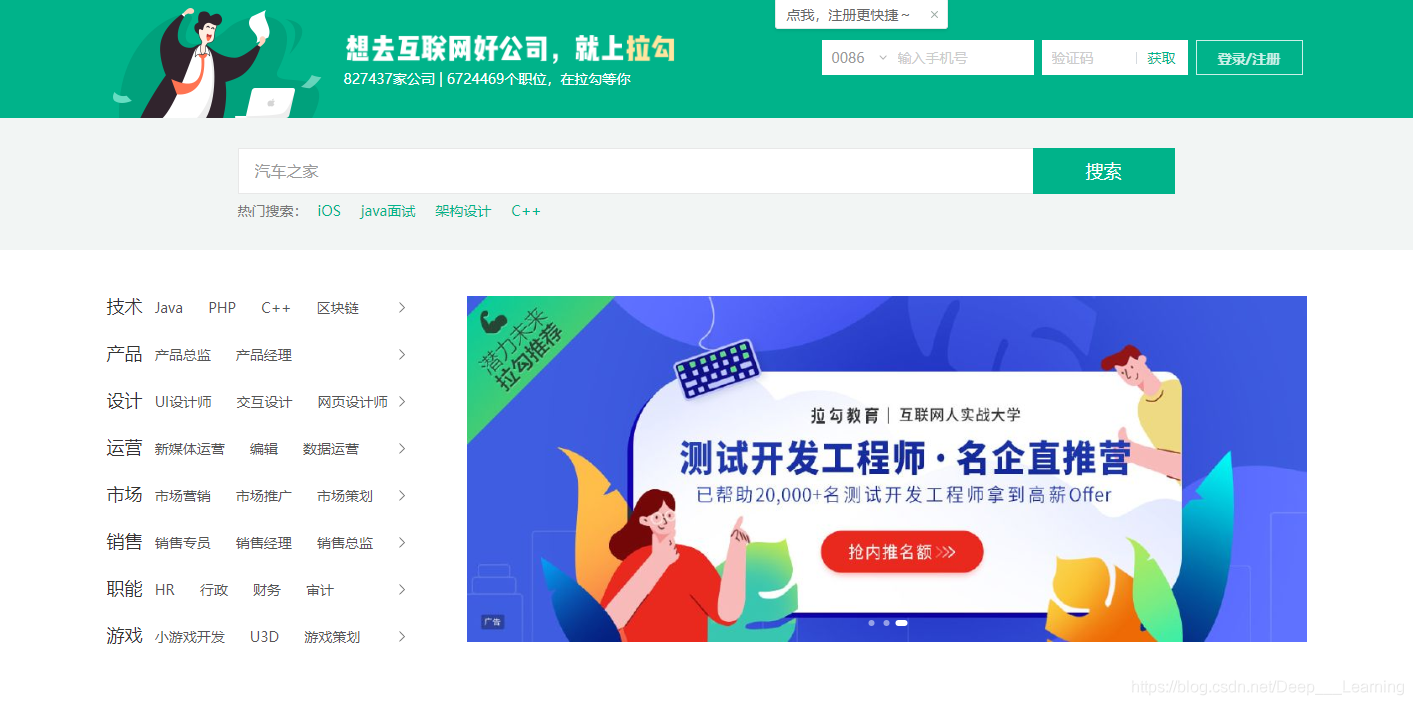 点我，注册更快捷~ ×
想去互联网好公司，就上拉勾
827437家公司 | 6724469个职位，在拉勾等你
0086 输入手机号 验证码 获取 登录/注册
汽车之家 搜索
热门搜索： iOS java面试 架构设计 C++
技术 Java PHP C++ 区块链
产品 产品总监 产品经理
设计 UI设计师 交互设计 网页设计师
运营 新媒体运营 编辑 数据运营
市场 市场营销 市场推广 市场策划
销售 销售专员 销售经理 销售总监
职能 HR 行政 财务 审计
游戏 小游戏开发 U3D 游戏策划
潜力未来
拉勾推荐
拉勾教育 | 互联网人实战大学
测试开发工程师·名企直推营
已帮助20,000+名测试开发工程师拿到高薪Offer
抢内推名额>>>
广告
https://blog.csdn.net/Deep___Learning